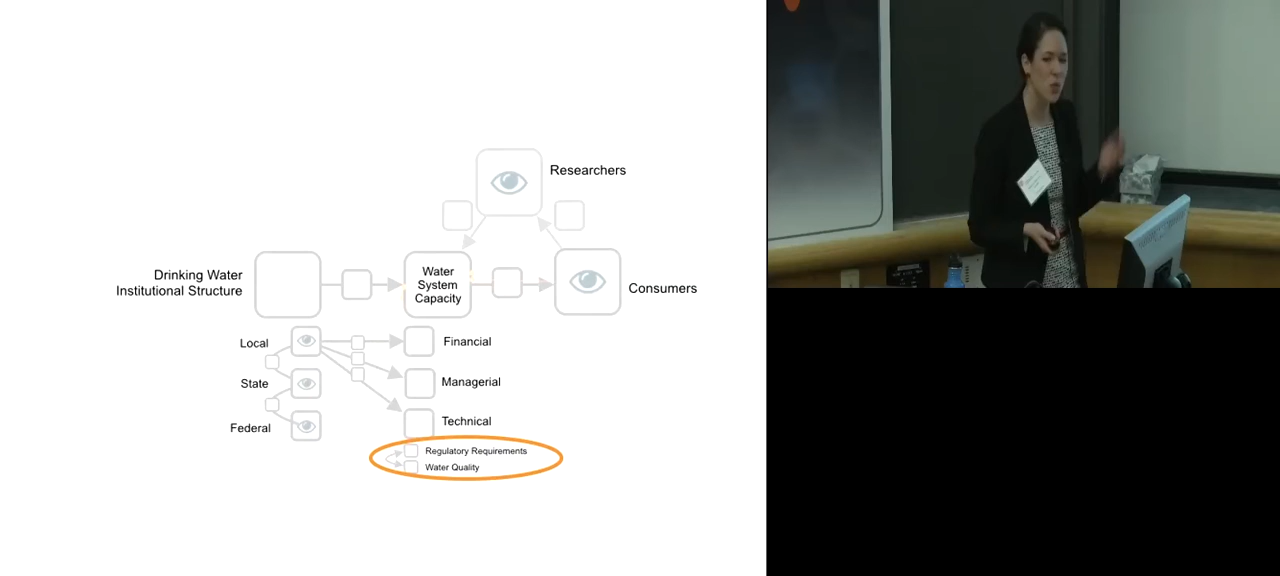 Researchers
Drinking Water
Institutional Structure
Water
System
Capacity
Consumers
Local
Financial
State
Managerial
Federal
Technical
Regulatory Requirements
Water Quality